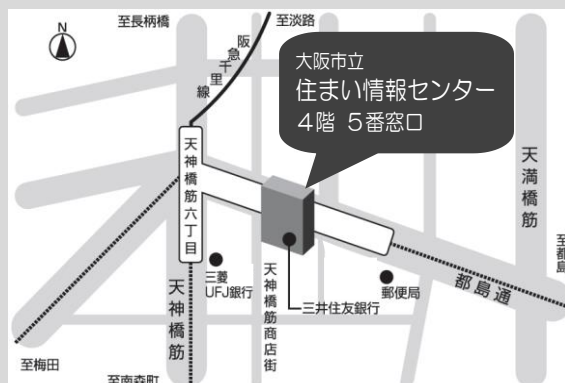 至長柄橋
至淡路
N
阪急千里線
大阪市立
住まい情報センター
4階 5番窓口
天神橋筋六丁目
天満橋筋
至都島
三菱
UFJ銀行
天神橋筋
天神橋筋商店街
三井住友銀行
郵便局
都島通
至梅田
至南森町